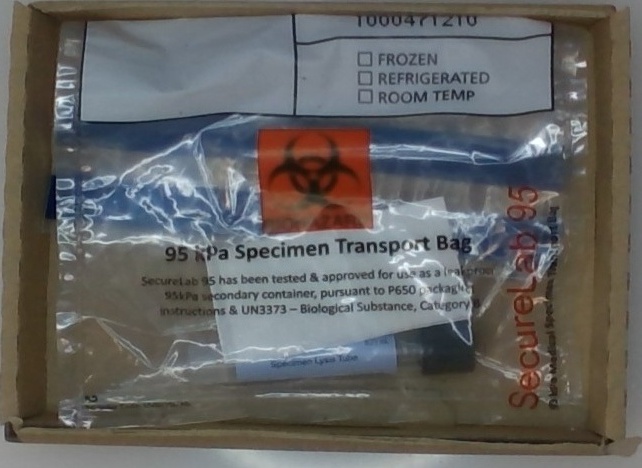 1000471210
FROZEN
REFRIGERATED
ROOM TEMP
BIOHAZARD
95 kPa Specimen Transport Bag
SecureLab 95 has been tested & approved for use as a leakproof
95kPa secondary container, pursuant to P650 packaging
instructions & UN3373 – Biological Substance, Category B
Specimen Lysis Tube
SecureLab 95